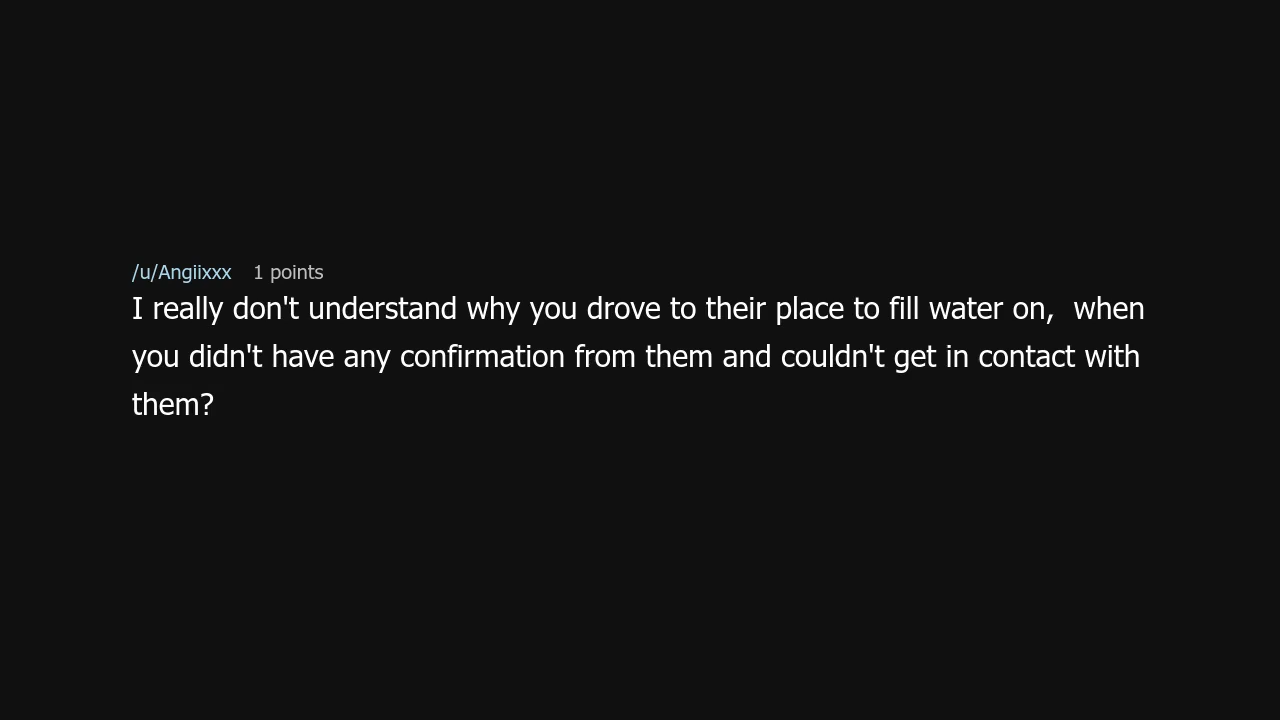 /u/Angiixxx 1 points
I really don't understand why you drove to their place to fill water on,  when
you didn't have any confirmation from them and couldn't get in contact with
them?